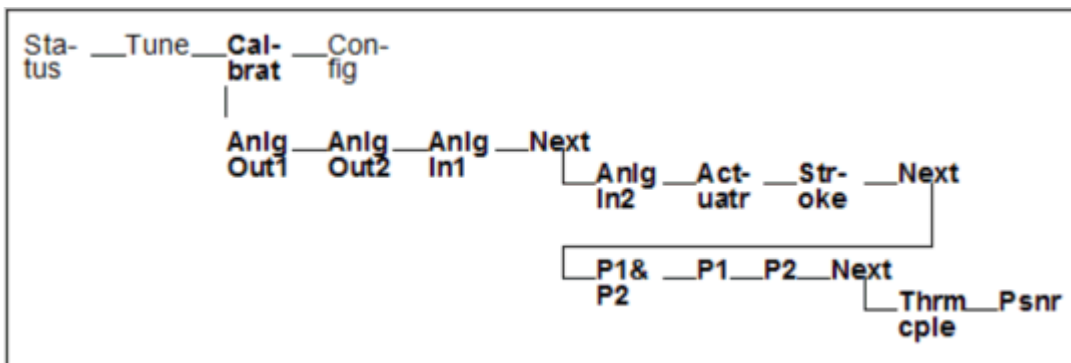 Sta- Tune Cal- Con-
tus brat fig
Anlg Anlg Anlg Next
Out1 Out2 In1
Anlg Act- Str- Next
In2 uatr oke
P1& P1 P2 Next
P2
Thrm Psnr
cple